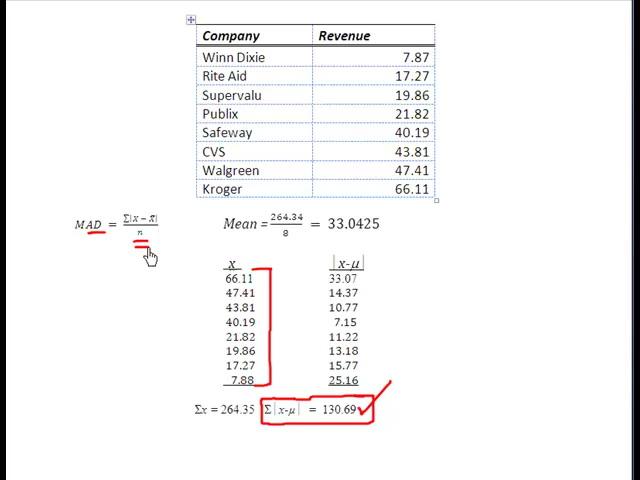 Company Revenue
Winn Dixie 7.87
Rite Aid 17.27
Supervalu 19.86
Publix 21.82
Safeway 40.19
CVS 43.81
Walgreen 47.41
Kroger 66.11
MAD = Σ|x − x̄| / n Mean = 264.34 / 8 = 33.0425
x |x-μ|
66.11 33.07
47.41 14.37
43.81 10.77
40.19 7.15
21.82 11.22
19.86 13.18
17.27 15.77
7.88 25.16
Σx = 264.35 Σ|x-μ| = 130.69